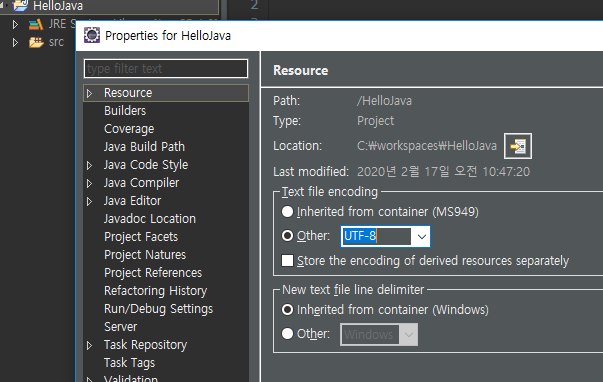 HelloJava
2
JRE S
src
Properties for HelloJava
type filter text
Resource
Builders
Coverage
Java Build Path
Java Code Style
Java Compiler
Java Editor
Javadoc Location
Project Facets
Project Natures
Project References
Refactoring History
Run/Debug Settings
Server
Task Repository
Task Tags
Validation
Resource
Path: /HelloJava
Type: Project
Location: C:₩workspaces₩HelloJava
Last modified: 2020년 2월 17일 오전 10:47:20
Text file encoding
Inherited from container (MS949)
Other: UTF-8
Store the encoding of derived resources separately
New text file line delimiter
Inherited from container (Windows)
Other: Windows